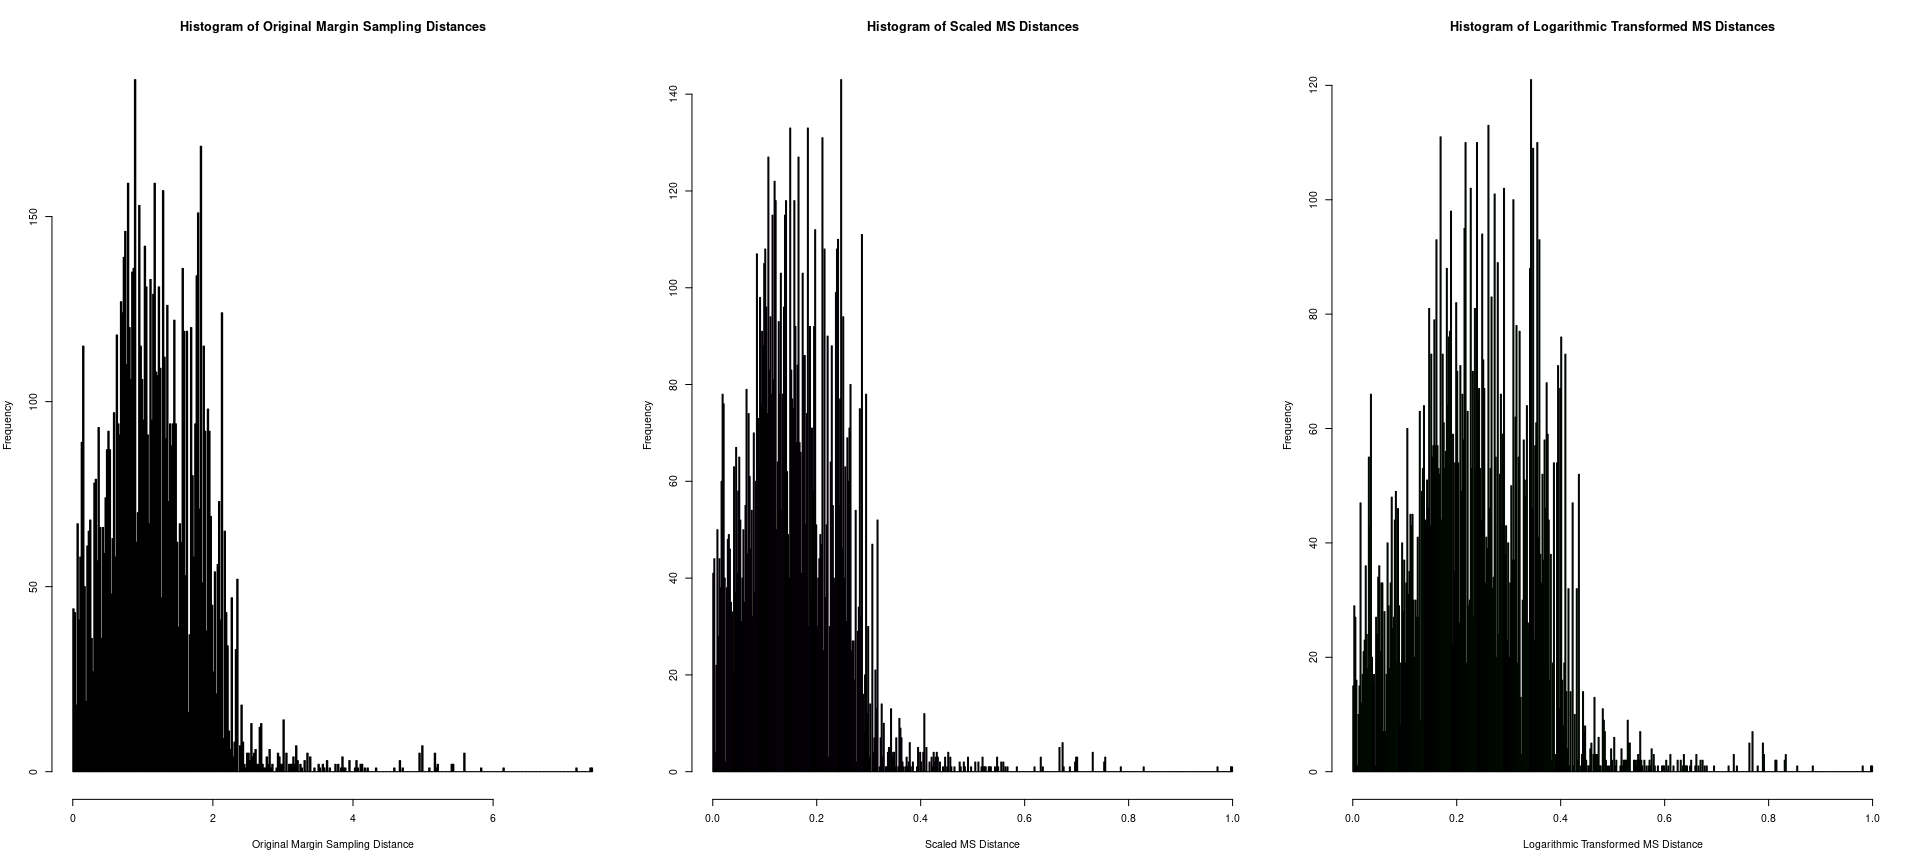 Histogram of Original Margin Sampling Distances
Frequency
0
50
100
150
0 2 4 6
Original Margin Sampling Distance
Histogram of Scaled MS Distances
Frequency
0
20
40
60
80
100
120
140
0.0 0.2 0.4 0.6 0.8 1.0
Scaled MS Distance
Histogram of Logarithmic Transformed MS Distances
Frequency
0
20
40
60
80
100
120
0.0 0.2 0.4 0.6 0.8 1.0
Logarithmic Transformed MS Distance